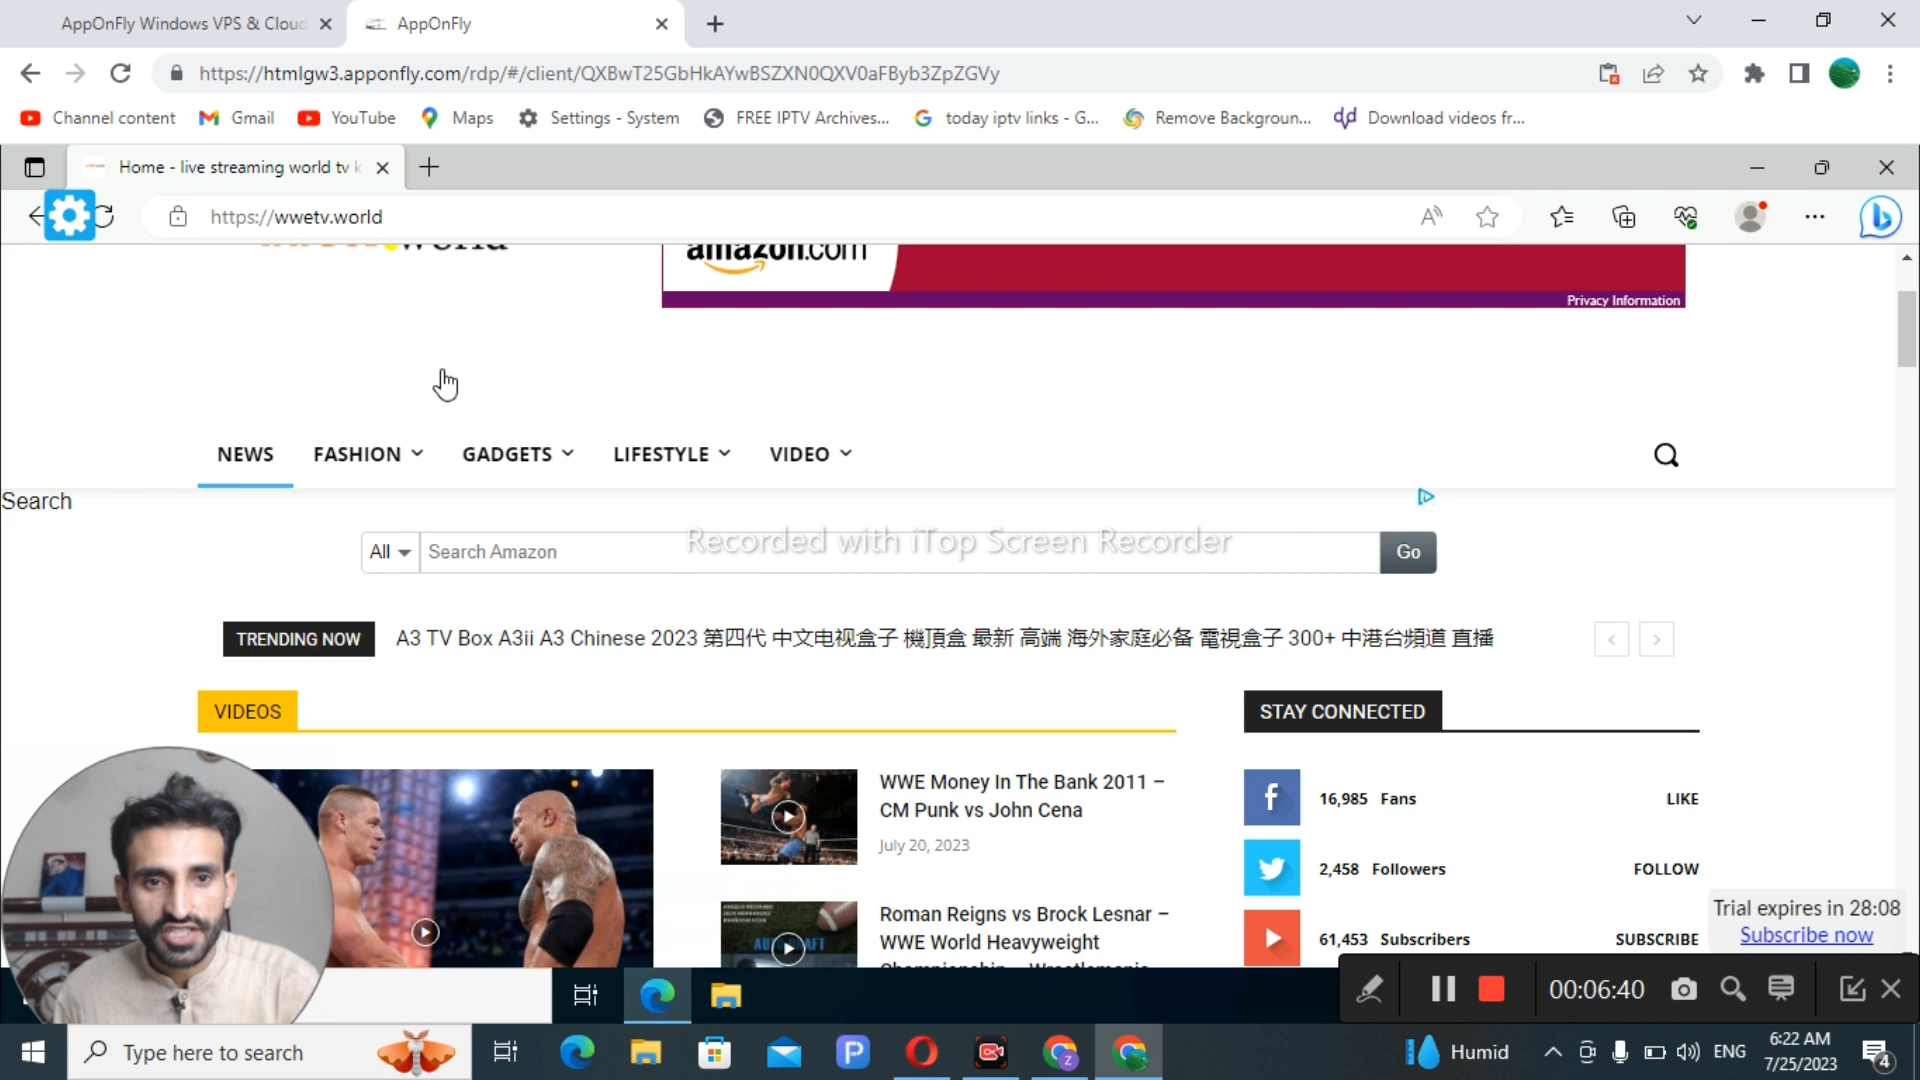 AppOnFly Windows VPS & Cloud
AppOnFly
https://htmlgw3.apponfly.com/rdp/#/client/QXBwT25GbHkAYwBSZXN0QXV0aFByb3ZpZGVy
Channel content
Gmail
YouTube
Maps
Settings - System
FREE IPTV Archives...
today iptv links - G...
Remove Backgroun...
Download videos fr...
Home - live streaming world tv k
https://wwetv.world
amazon.com
Privacy Information
NEWS
FASHION
GADGETS
LIFESTYLE
VIDEO
Search
All
Search Amazon
Go
Recorded with iTop Screen Recorder
TRENDING NOW
A3 TV Box A3ii A3 Chinese 2023 第四代 中文电视盒子 機頂盒 最新 高端 海外家庭必备 電視盒子 300+ 中港台頻道 直播
VIDEOS
STAY CONNECTED
WWE Money In The Bank 2011 –
CM Punk vs John Cena
July 20, 2023
Roman Reigns vs Brock Lesnar –
WWE World Heavyweight
16,985 Fans LIKE
2,458 Followers FOLLOW
61,453 Subscribers SUBSCRIBE
Trial expires in 28:08
Subscribe now
00:06:40
Type here to search
Humid
ENG
6:22 AM
7/25/2023
4